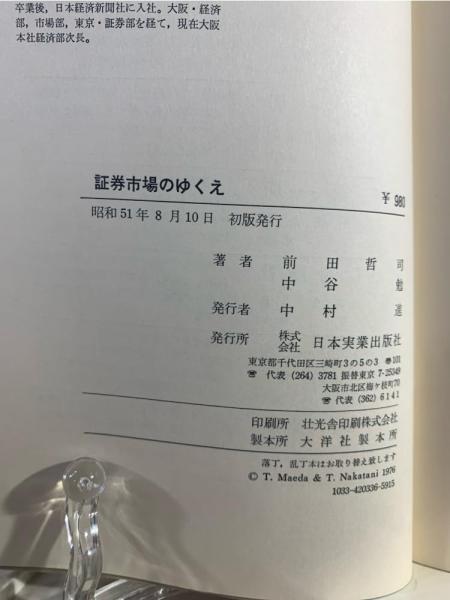 卒業後,日本経済新聞社に入社。大阪・経済
部,市場部,東京・証券部を経て,現在大阪
本社経済部次長。
証券市場のゆくえ
¥ 980
昭和51年 8 月10日 初版発行
著 者 前 田 哲 司
中 谷 勉
発行者 中 村 進
発行所 株式会社 日本実業出版社
東京都千代田区三崎町3の5の3 ☎101
☎ 代表 (264) 3781 振替東京 7-25349
大阪市北区梅ケ枝町70
☎ 代表 (362) 6141
印刷所 壮光舎印刷株式会社
製本所 大洋社製本所
落丁,乱丁本はお取り替え致します
© T. Maeda & T. Nakatani 1976
1033-420336-5915